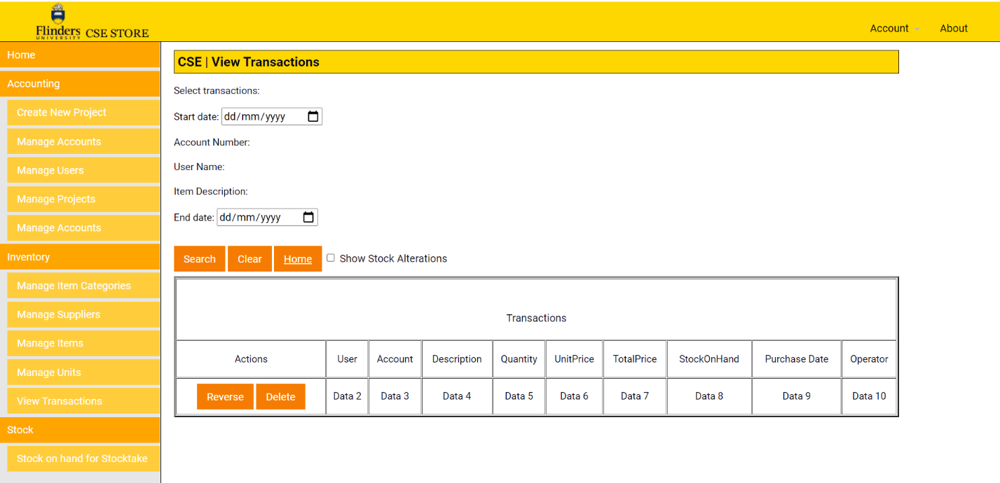 Flinders
UNIVERSITY
CSE STORE
Account
About
Home
Accounting
Create New Project
Manage Accounts
Manage Users
Manage Projects
Manage Accounts
Inventory
Manage Item Categories
Manage Suppliers
Manage Items
Manage Units
View Transactions
Stock
Stock on hand for Stocktake
CSE | View Transactions
Select transactions:
Start date: dd/mm/yyyy
Account Number:
User Name:
Item Description:
End date: dd/mm/yyyy
Search Clear Home Show Stock Alterations
Transactions
Actions User Account Description Quantity UnitPrice TotalPrice StockOnHand Purchase Date Operator
Reverse Delete Data 2 Data 3 Data 4 Data 5 Data 6 Data 7 Data 8 Data 9 Data 10